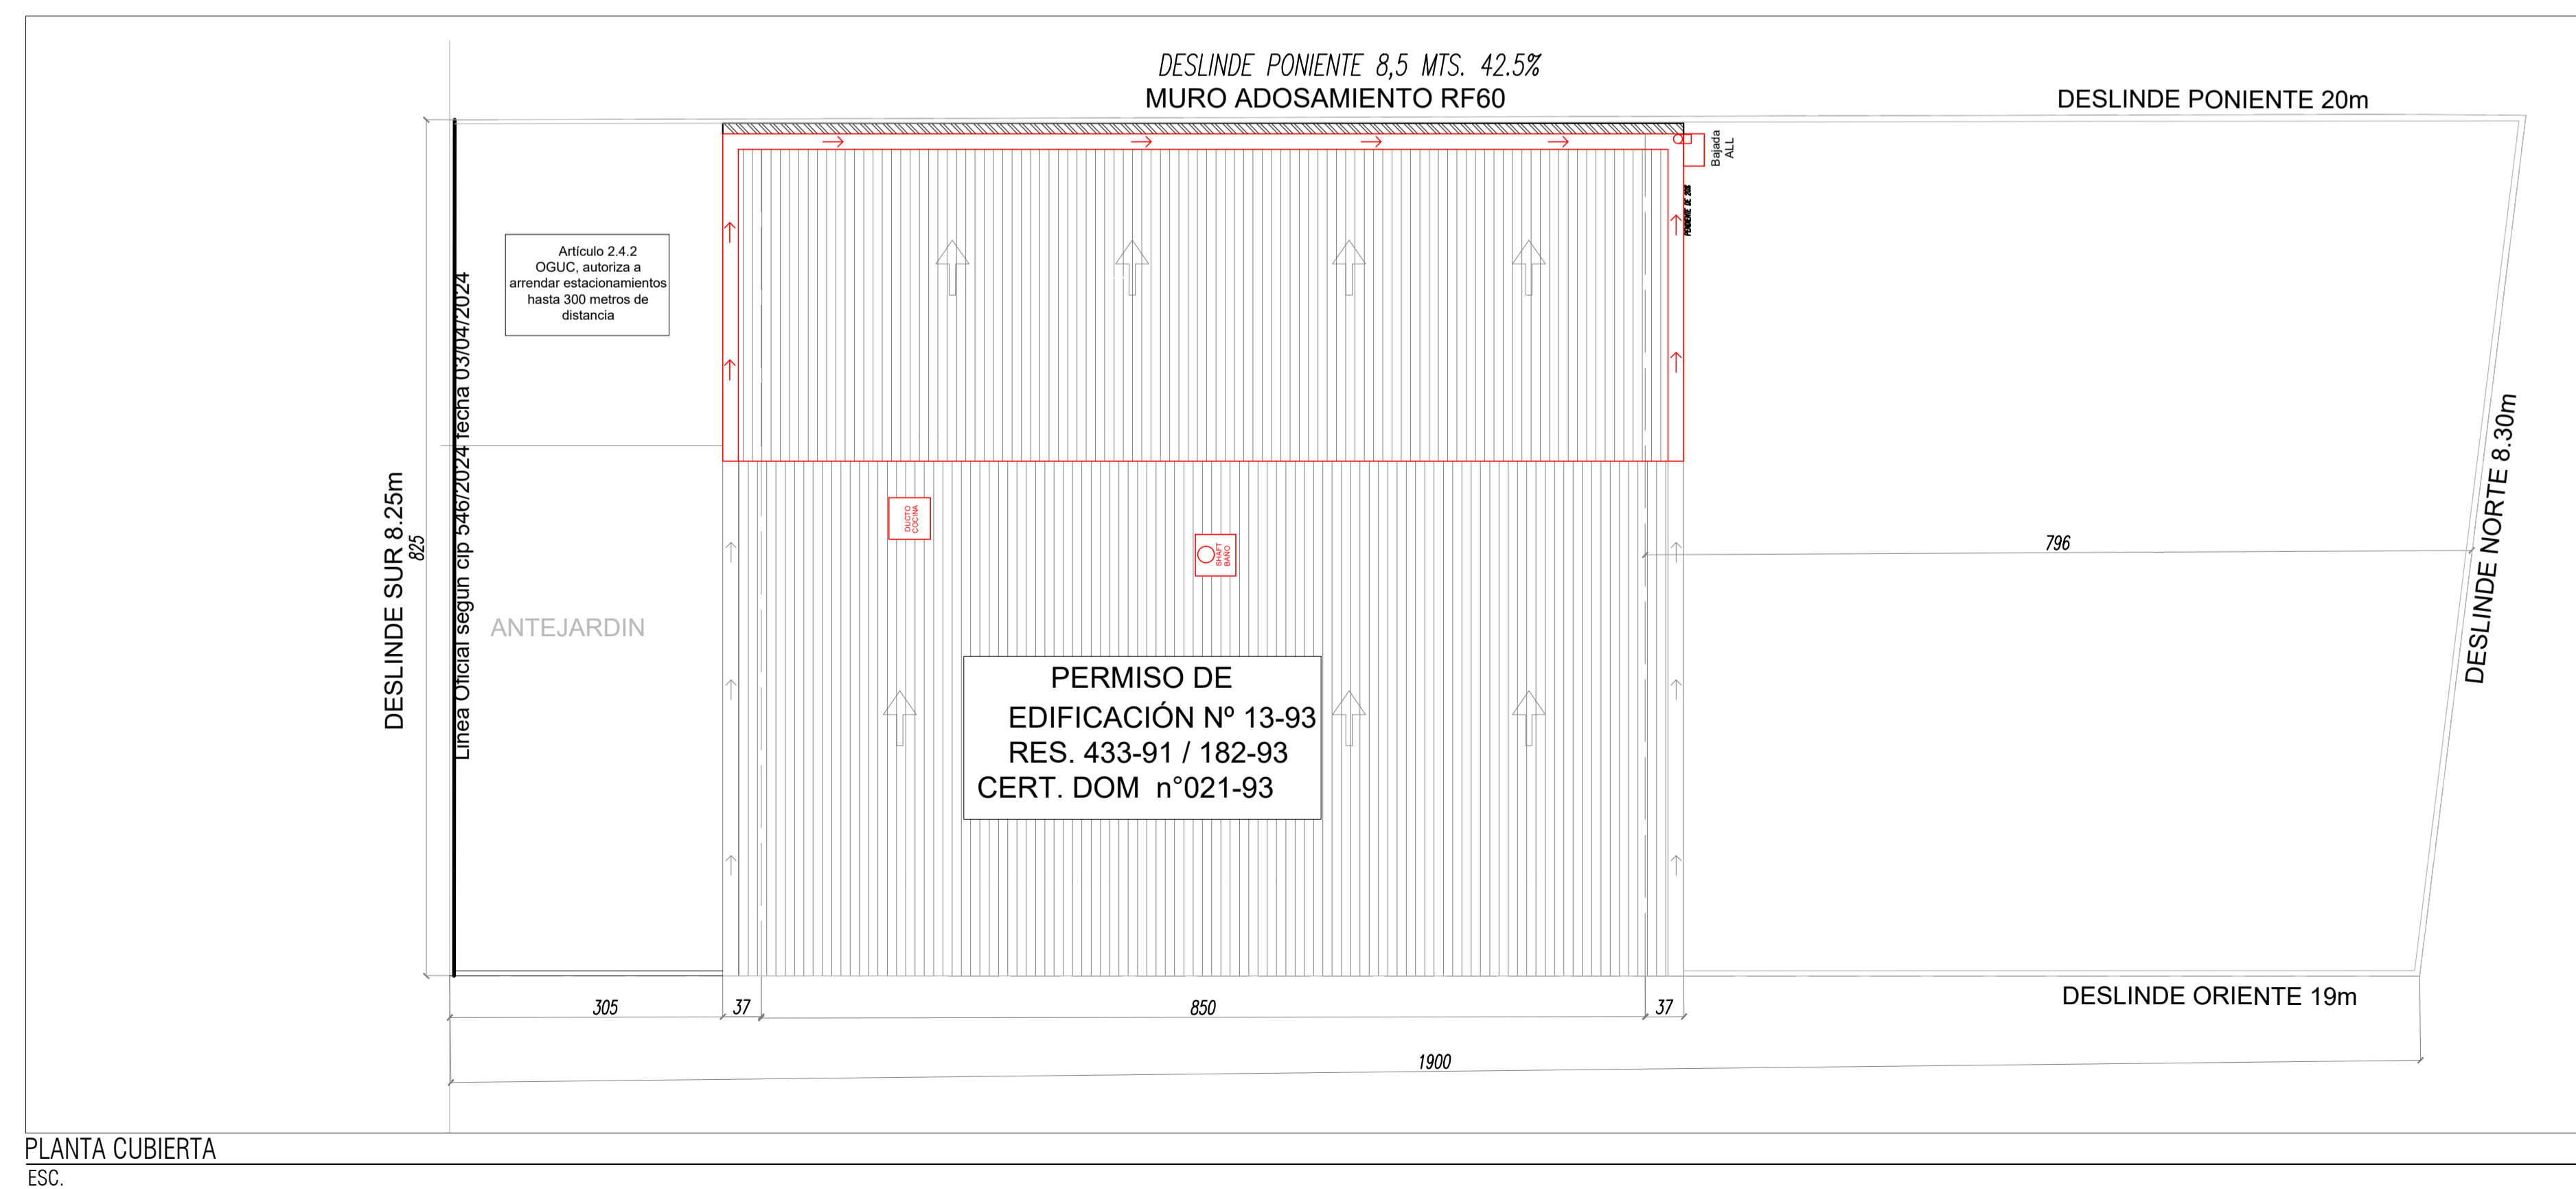 DESLINDE PONIENTE 8,5 MTS. 42.5%
MURO ADOSAMIENTO RF60
DESLINDE PONIENTE 20m
Bajada
ALL
Artículo 2.4.2
OGUC, autoriza a
arrendar estacionamientos
hasta 300 metros de
distancia
Linea Oficial segun cip 546/2024 fecha 03/04/2024
DESLINDE SUR 8.25m
825
ANTEJARDIN
DUCTO
COCINA
SHAFT
BAÑO
796
DESLINDE NORTE 8.30m
PERMISO DE
EDIFICACIÓN Nº 13-93
RES. 433-91 / 182-93
CERT. DOM n°021-93
DESLINDE ORIENTE 19m
305
37
850
37
1900
PLANTA CUBIERTA
ESC.